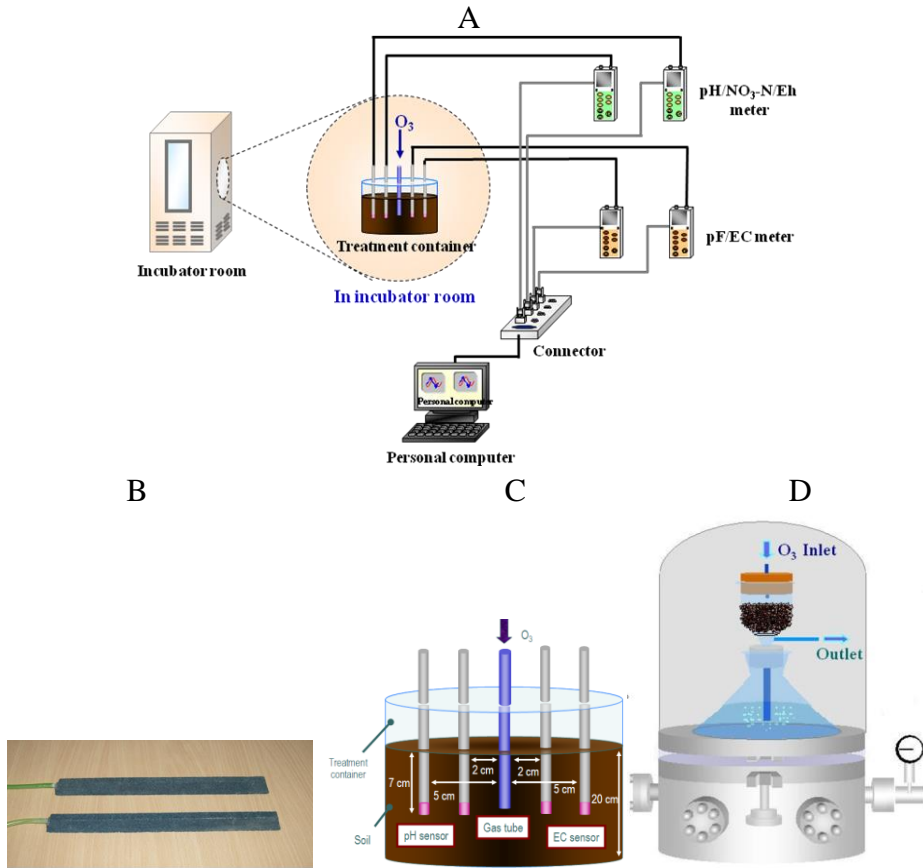 A
pH/NO3-N/Eh
meter
O3
Treatment container
Incubator room
In incubator room
pF/EC meter
Connector
Personal computer
Personal computer
B
C
D
O3
Treatment
container
7 cm
2 cm
2 cm
5 cm
5 cm
20 cm
Soil
pH sensor
Gas tube
EC sensor
O3 Inlet
Outlet